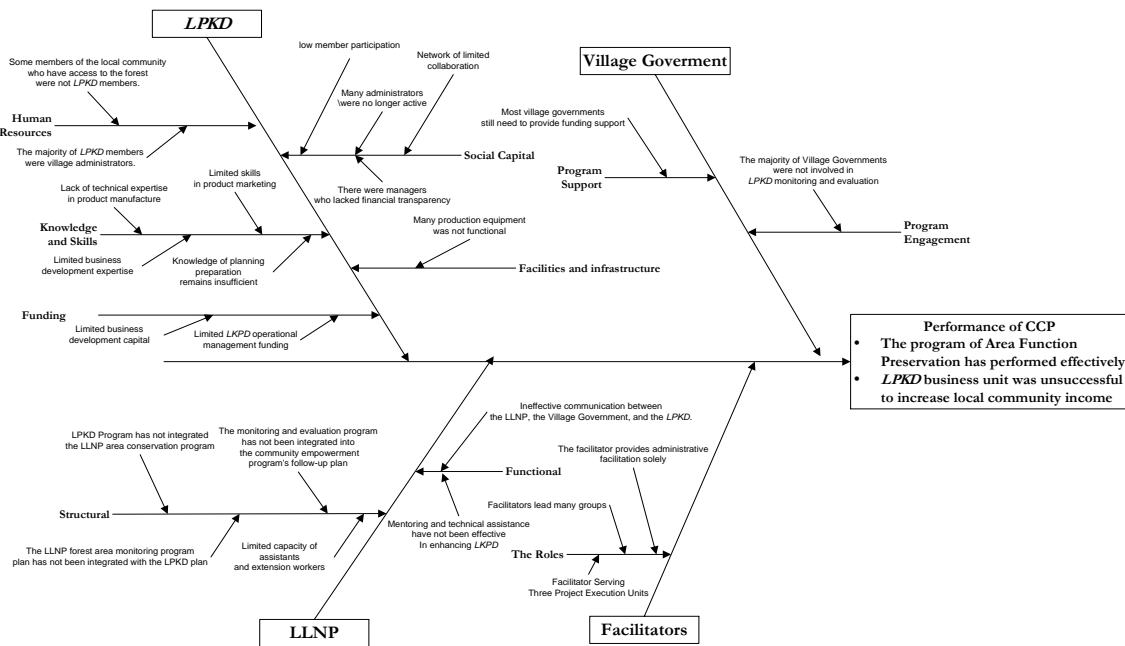 LPKD
Some members of the local community
who have access to the forest
were not LPKD members.
Human
Resources
The majority of LPKD members
were village administrators.
low member participation
Network of limited
collaboration
Many administrators
\were no longer active
Social Capital
There were managers
who lacked financial transparency
Lack of technical expertise
in product manufacture
Limited skills
in product marketing
Knowledge
and Skills
Limited business
development expertise
Knowledge of planning
preparation
remains insufficient
Many production equipment
was not functional
Facilities and infrastructure
Funding
Limited business
development capital
Limited LKPD operational
management funding
Village Goverment
Most village governments
still need to provide funding support
Program
Support
The majority of Village Governments
were not involved in
LPKD monitoring and evaluation
Program
Engagement
Performance of CCP
• The program of Area Function
Preservation has performed effectively
• LPKD business unit was unsuccessful
to increase local community income
LPKD Program has not integrated
the LLNP area conservation program
The monitoring and evaluation program
has not been integrated into
the community empowerment
program's follow-up plan
Structural
The LLNP forest area monitoring program
plan has not been integrated with the LPKD plan
Limited capacity of
assistants
and extension workers
Ineffective communication between
the LLNP, the Village Government, and the LPKD.
Functional
Mentoring and technical assistance
have not been effective
In enhancing LKPD
LLNP
The facilitator provides administrative
facilitation solely
Facilitators lead many groups
The Roles
Facilitator Serving
Three Project Execution Units
Facilitators